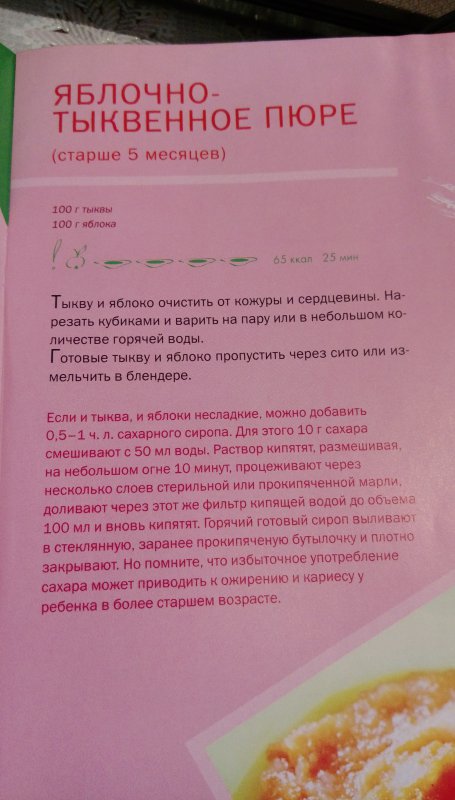 ЯБЛОЧНО-
ТЫКВЕННОЕ ПЮРЕ
(старше 5 месяцев)
100 г тыквы
100 г яблока
65 ккал 25 мин
Тыкву и яблоко очистить от кожуры и сердцевины. На-
резать кубиками и варить на пару или в небольшом ко-
личестве горячей воды.
Готовые тыкву и яблоко пропустить через сито или из-
мельчить в блендере.
Если и тыква, и яблоки несладкие, можно добавить
0,5–1 ч. л. сахарного сиропа. Для этого 10 г сахара
смешивают с 50 мл воды. Раствор кипятят, размешивая,
на небольшом огне 10 минут, процеживают через
несколько слоев стерильной или прокипяченной марли,
доливают через этот же фильтр кипящей водой до объема
100 мл и вновь кипятят. Горячий готовый сироп выливают
в стеклянную, заранее прокипяченую бутылочку и плотно
закрывают. Но помните, что избыточное употребление
сахара может приводить к ожирению и кариесу у
ребенка в более старшем возрасте.